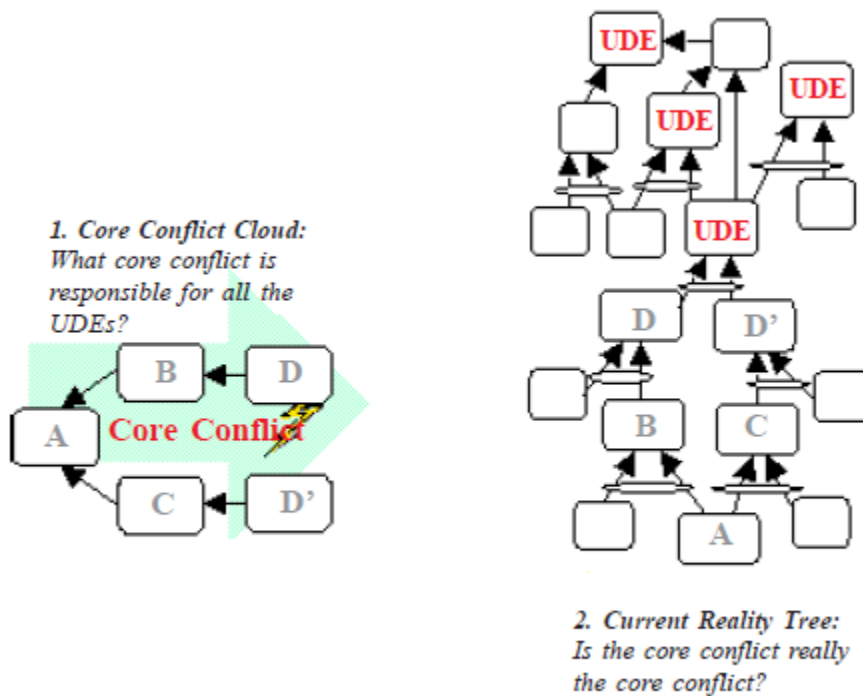 UDE
UDE
UDE
UDE
1. Core Conflict Cloud:
What core conflict is
responsible for all the
UDEs?
B
D
A
Core Conflict
C
D’
D
D’
B
C
A
2. Current Reality Tree:
Is the core conflict really
the core conflict?